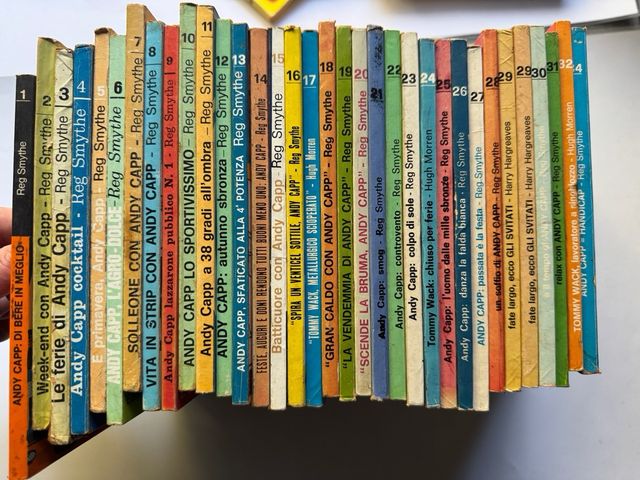 1 Reg Smythe ANDY CAPP: DI BERE IN MEGLIO
2 Week-end con Andy Capp - Reg Smythe
3 Le ferie di Andy Capp - Reg Smythe
4 Andy Capp cocktail - Reg Smythe
5 È primavera, Andy Capp - Reg Smythe
6 ANDY CAPP, L'AGRO DOLCE - Reg Smythe
7 SOLLEONE CON ANDY CAPP - Reg Smythe
8 VITA IN STRIP CON ANDY CAPP - Reg Smythe
9 Andy Capp lazzarone pubblico N. 1 - Reg Smythe
10 ANDY CAPP LO SPORTIVISSIMO - Reg Smythe
11 Andy Capp a 38 gradi all'ombra - Reg Smythe
12 ANDY CAPP: autunno sbronza - Reg Smythe
13 ANDY CAPP, SFATICATO ALLA 4ª POTENZA Reg Smythe
14 FESTE, AUGURI E DONI RENDONO TUTTI BUONI MENO UNO: ANDY CAPP - Reg Smythe
15 Batticuore con Andy Capp - Reg Smythe
16 "SPIRA UN VENTICEL SOTTILE, ANDY CAPP" - Reg Smythe
17 "TOMMY WACK, METALLURGICO SCIOPERATO" - Hugh Morren
18 "GRAN CALDO CON ANDY CAPP" - Reg Smythe
19 "LA VENDEMMIA DI ANDY CAPP" - Reg Smythe
20 "SCENDE LA BRUMA, ANDY CAPP" - Reg Smythe
21 Andy Capp: smog - Reg Smythe
22 Andy Capp: controvento - Reg Smythe
23 Andy Capp: colpo di sole - Reg Smythe
24 Tommy Wack: chiuso per ferie - Hugh Morren
25 Andy Capp: l'uomo dalle mille sbronze - Reg Smythe
26 Andy Capp: danza la falda bianca - Reg Smythe
27 ANDY CAPP: passata è la festa - Reg Smythe
28 un soffio di ANDY CAPP - Reg Smythe
29 fate largo, ecco GLI SVITATI - Harry Hargreaves
29 fate largo, ecco GLI SVITATI - Harry Hargreaves
30 ANDY CAPP - Reg Smythe
31 relax con ANDY CAPP - Reg Smythe
32 TOMMY WACK, lavoratore a - Hugh Morren
ANDY CAPP = HANDICAP - Reg Smythe